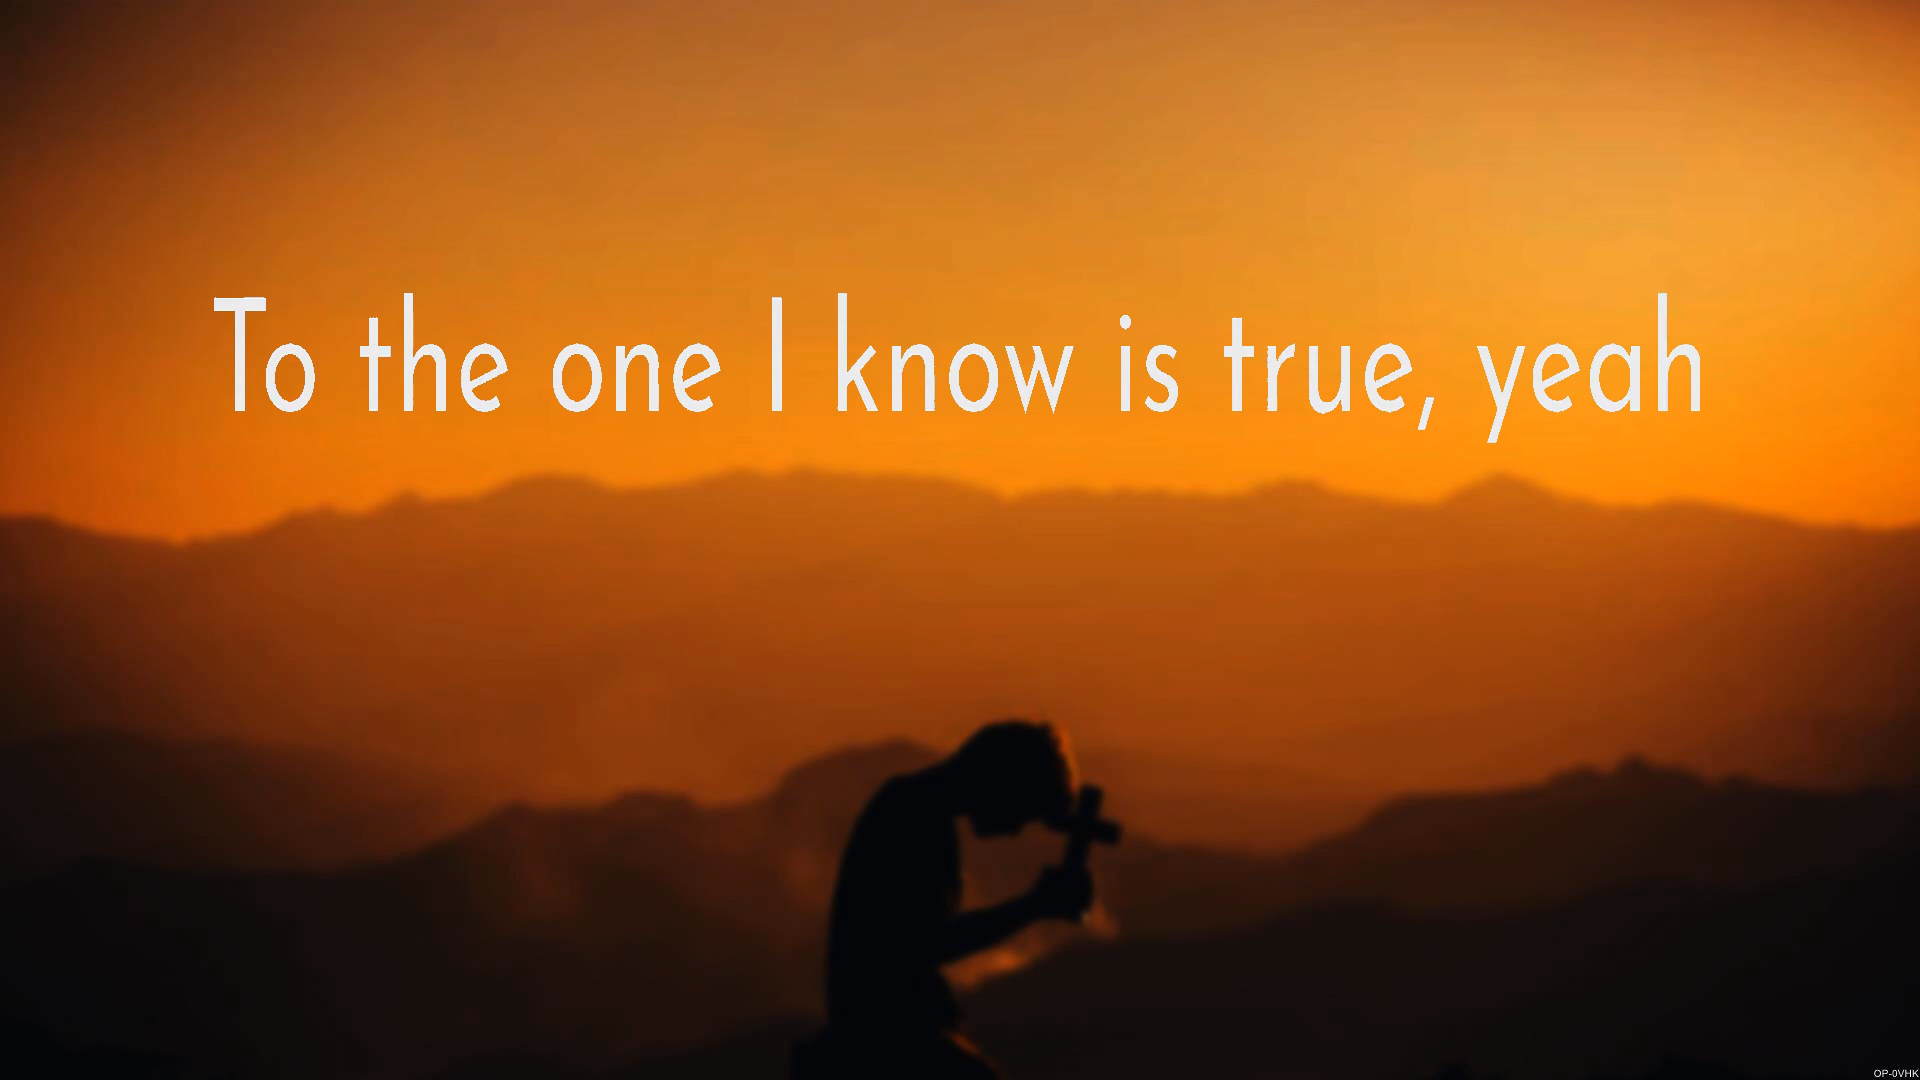 To the one I know is true, yeah
OP-0VHK